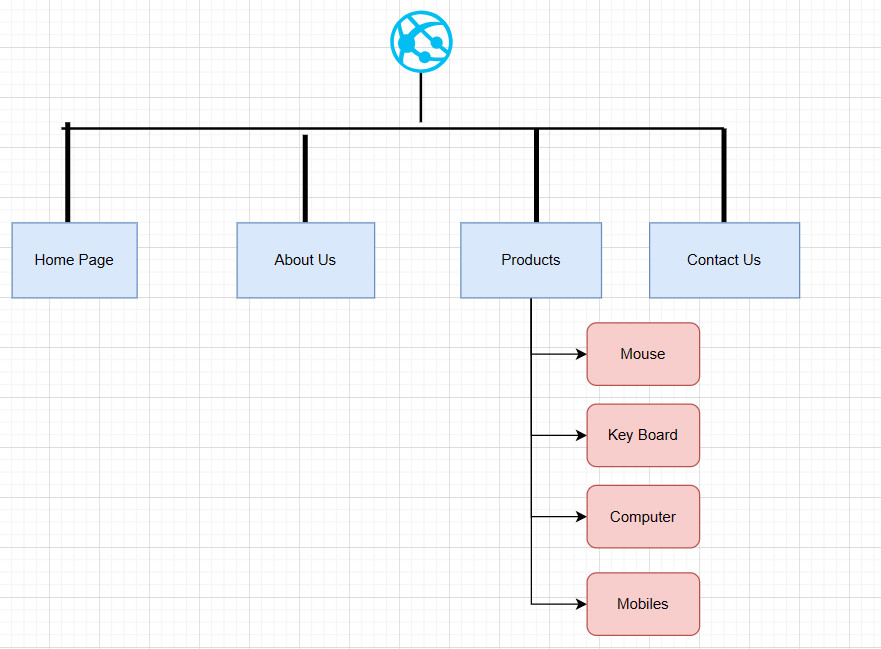 Home Page
About Us
Products
Contact Us
Mouse
Key Board
Computer
Mobiles